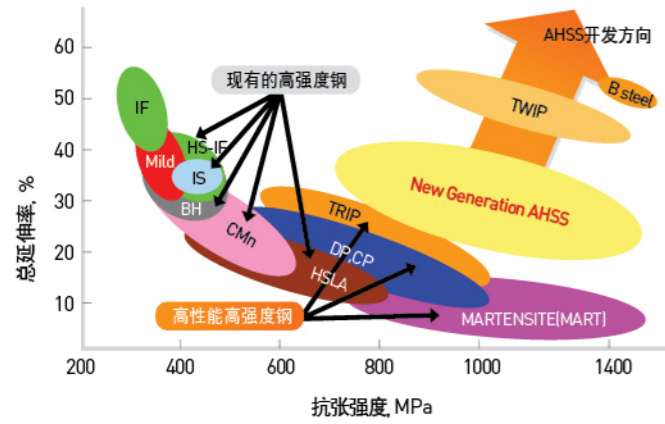 AHSS开发方向
60
现有的高强度钢
B steel
50
IF
TWIP
HS-IF
40
Mild
IS
New Generation AHSS
30
BH
TRIP
CMn
20
DP,CP
HSLA
10
高性能高强度钢
MARTENSITE(MART)
总延伸率, %
200
400
600
800
1000
1400
抗张强度, MPa